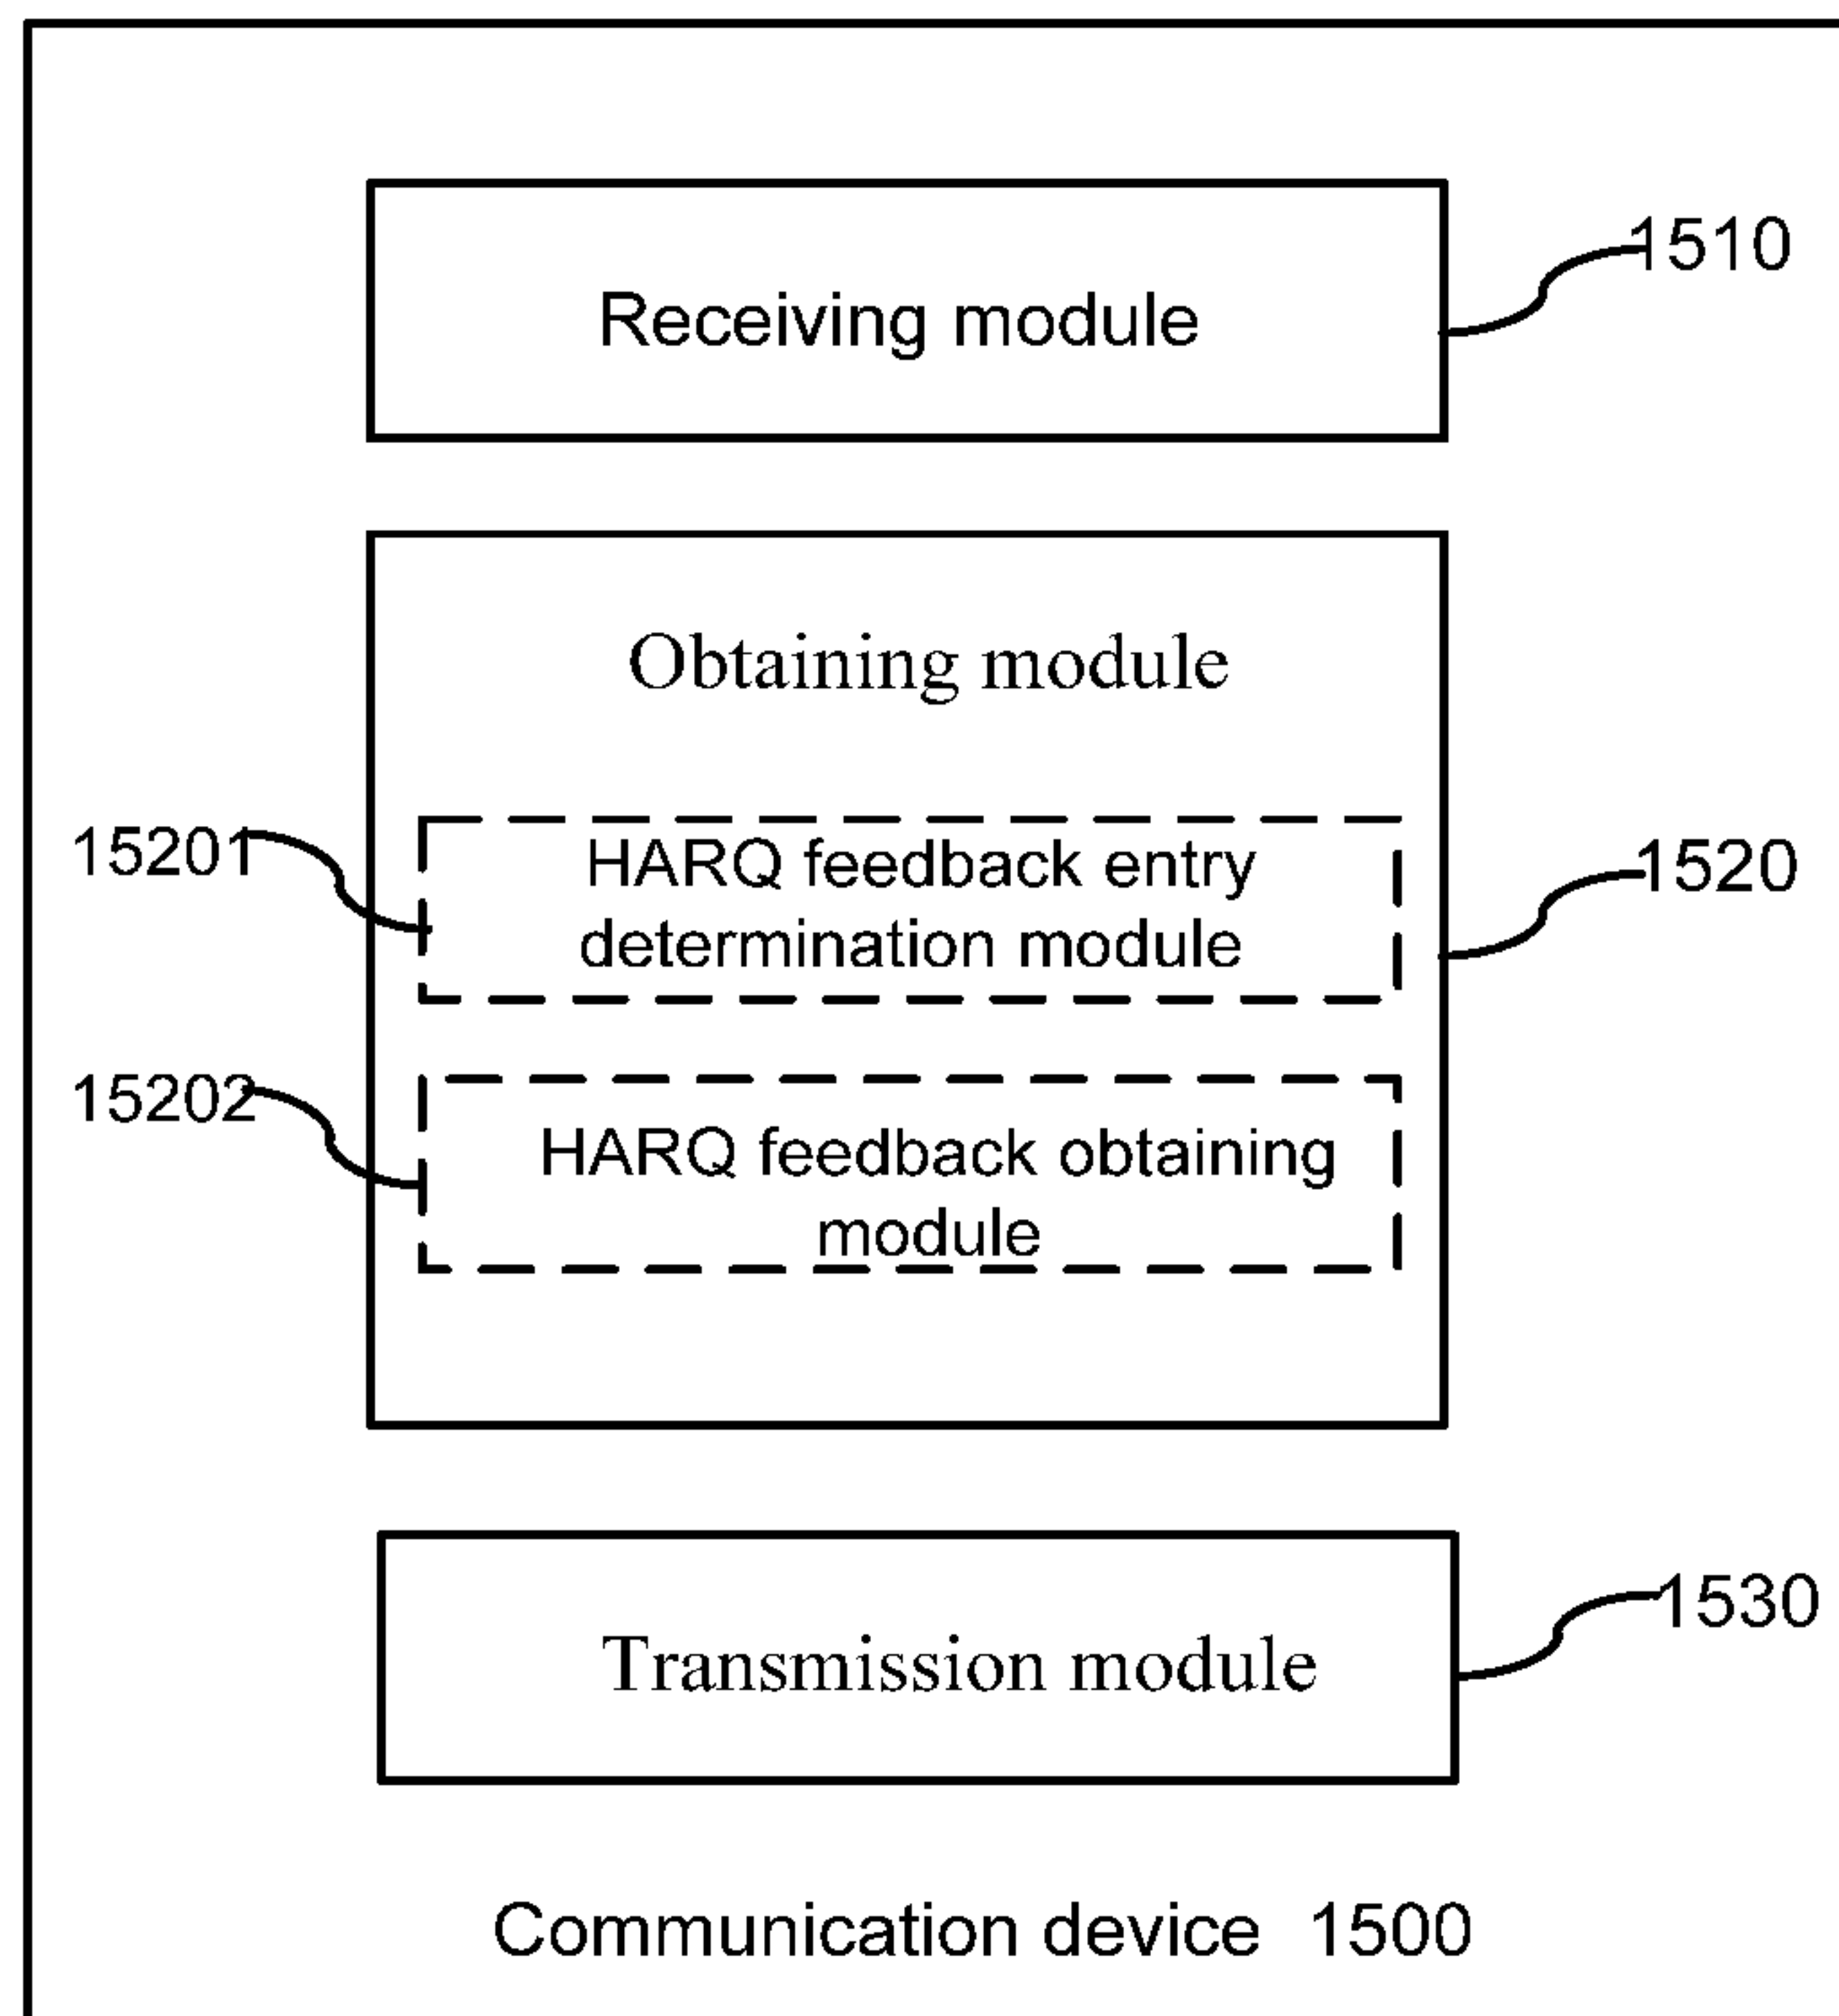 Receiving module
1510
Obtaining module
15201
HARQ feedback entry
determination module
1520
15202
HARQ feedback obtaining
module
Transmission module
1530
Communication device 1500